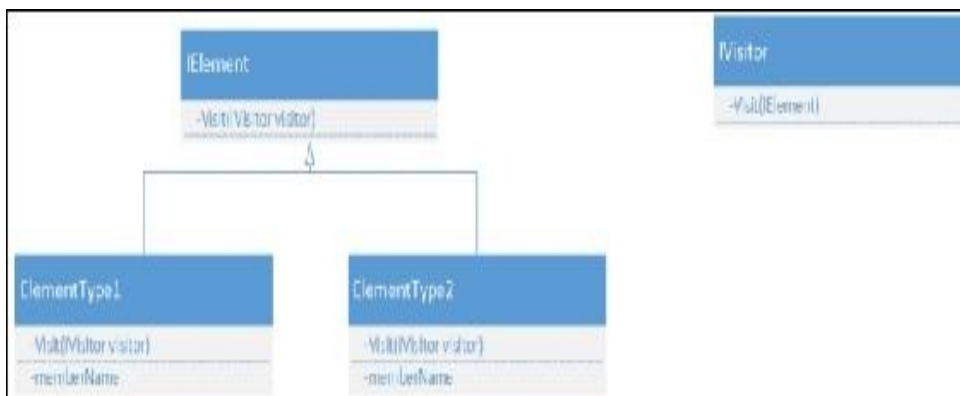 IElement
-Visit(IVisitor visitor)
IVisitor
-Visit(IElement)
ElementType1
-Visit(IVisitor visitor)
-memberName
ElementType2
-Visit(IVisitor visitor)
-memberName